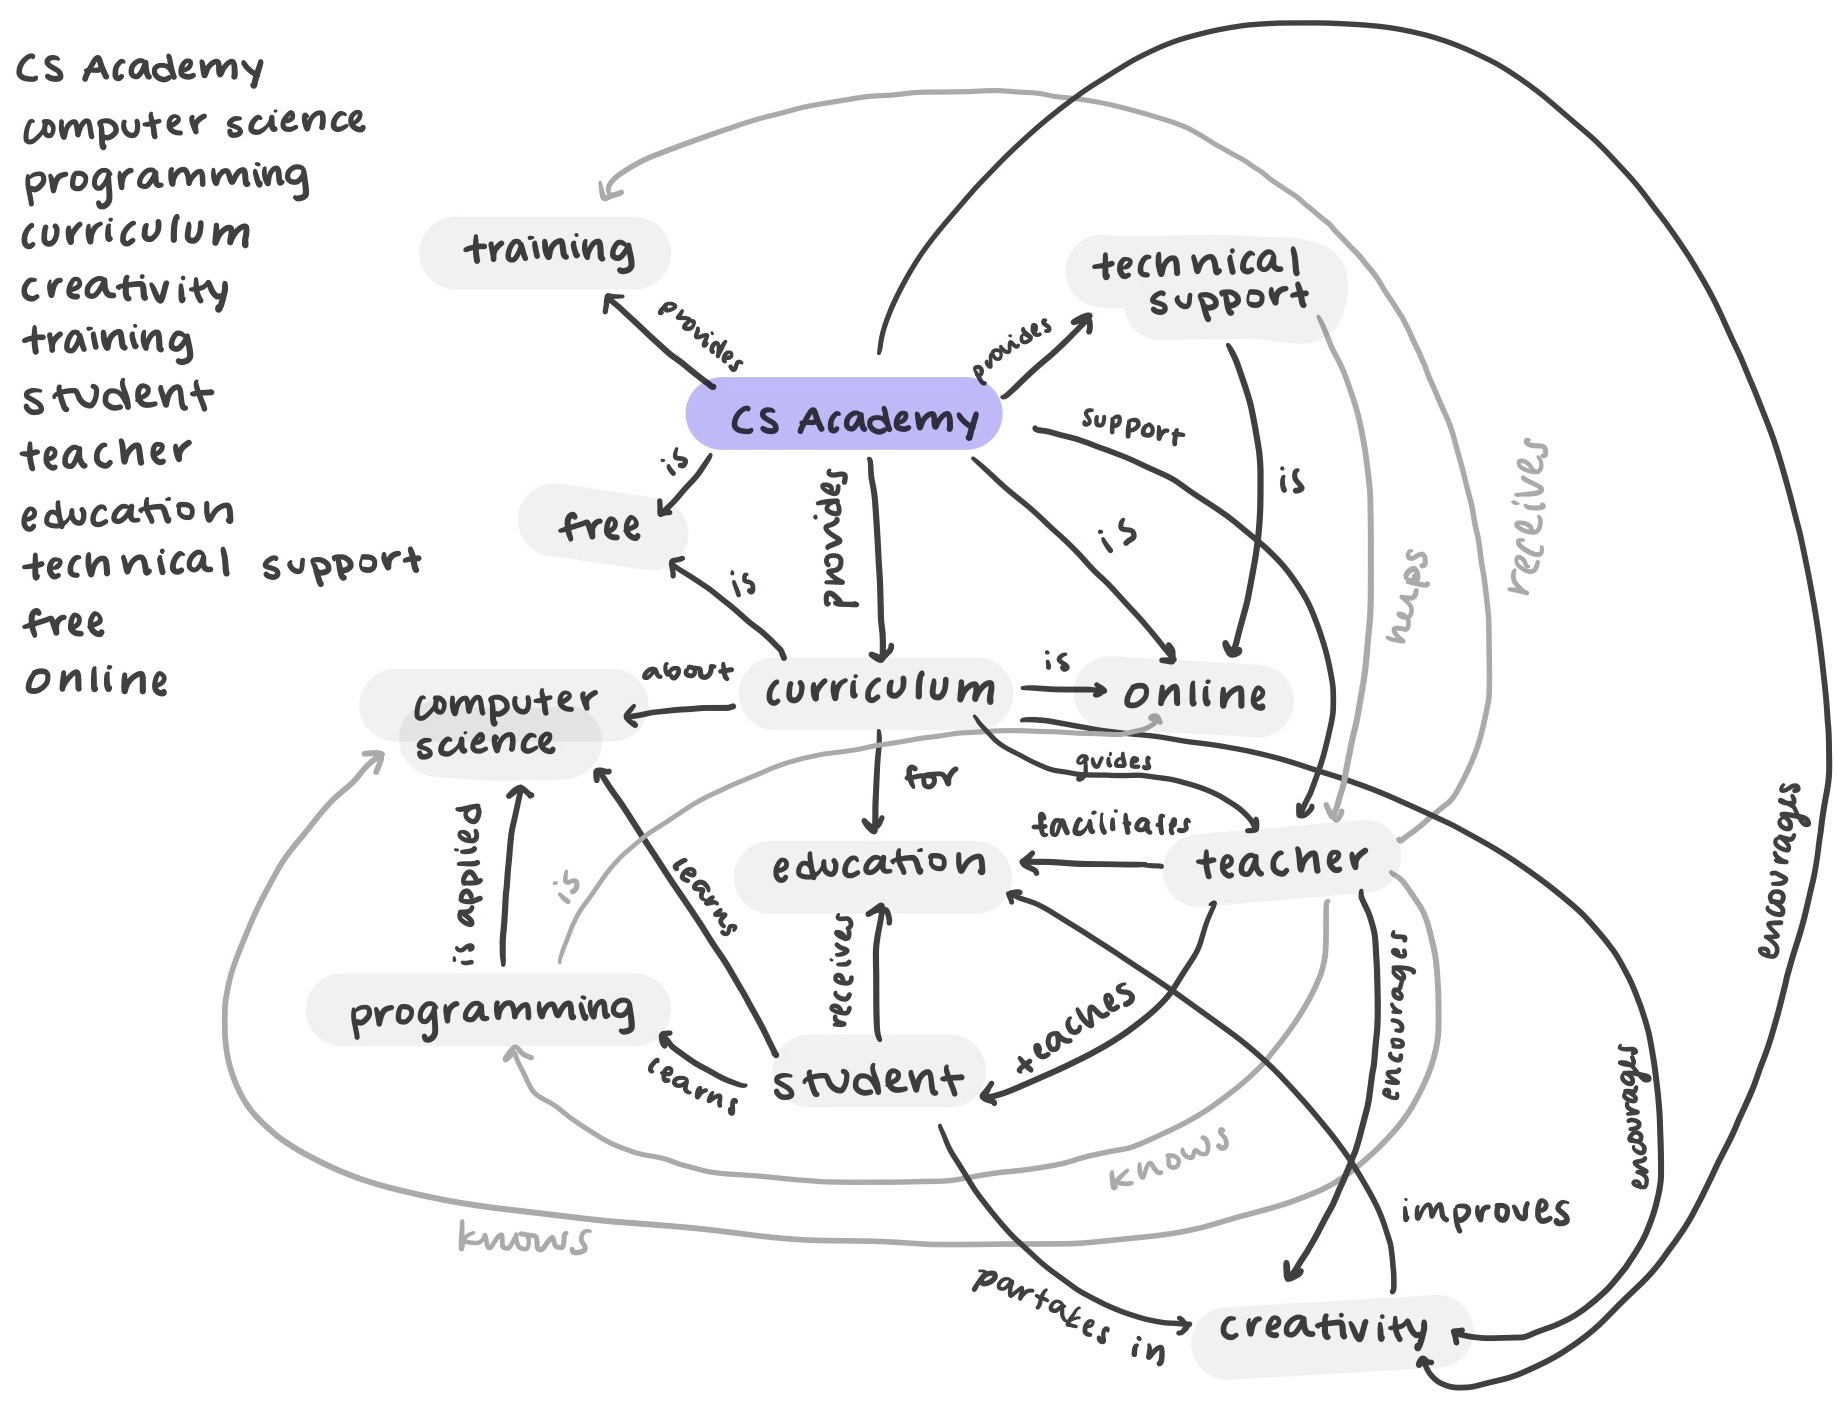 CS Academy
computer science
programming
curriculum
creativity
training
student
teacher
education
technical support
free
online
training
technical
support
provides
provides
CS Academy
support
is
is
receives
free
provides
is
is
helps
about
is
computer
science
curriculum
online
guides
for
facilitates
encourages
education
teacher
is applied
is
learns
receives
encourages
programming
teaches
student
learns
encourages
knows
knows
improves
partakes in
creativity